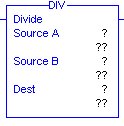 DIV
Divide
Source A ?
??
Source B ?
??
Dest ?
??